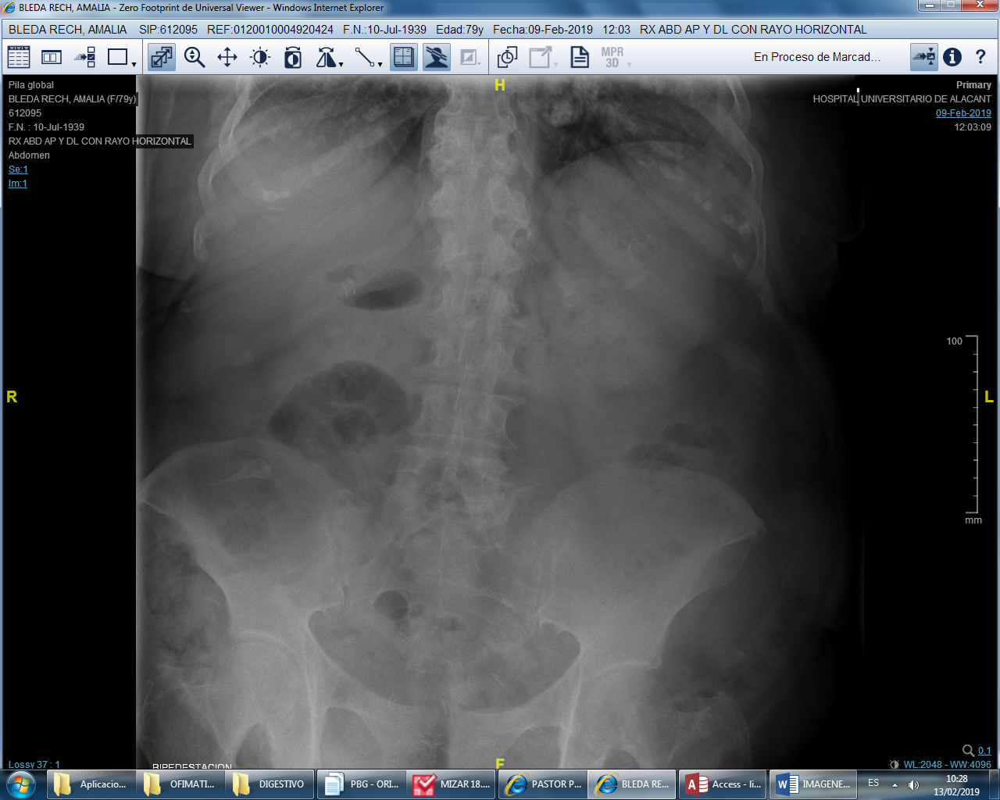 BLEDA RECH, AMALIA - Zero Footprint de Universal Viewer - Windows Internet Explorer
BLEDA RECH, AMALIA SIP:612095 REF:0120010004920424 F.N.:10-Jul-1939 Edad:79y Fecha:09-Feb-2019 12:03 RX ABD AP Y DL CON RAYO HORIZONTAL
MPR
3D
En Proceso de Marcad...
Pila global
BLEDA RECH, AMALIA (F/79y)
612095
F.N. : 10-Jul-1939
RX ABD AP Y DL CON RAYO HORIZONTAL
Abdomen
Se:1
Im:1
H
Primary
HOSPITAL UNIVERSITARIO DE ALACANT
09-Feb-2019
12:03:09
100
R
L
mm
Lossy 37 : 1
BIPEDESTACION
F
0.1
WL:2048 - WW:4096
Aplicacio...
OFIMATI...
DIGESTIVO
PBG - ORI...
MIZAR 18....
PASTOR P...
BLEDA RE...
Access - li...
IMAGENE...
ES
10:28
13/02/2019